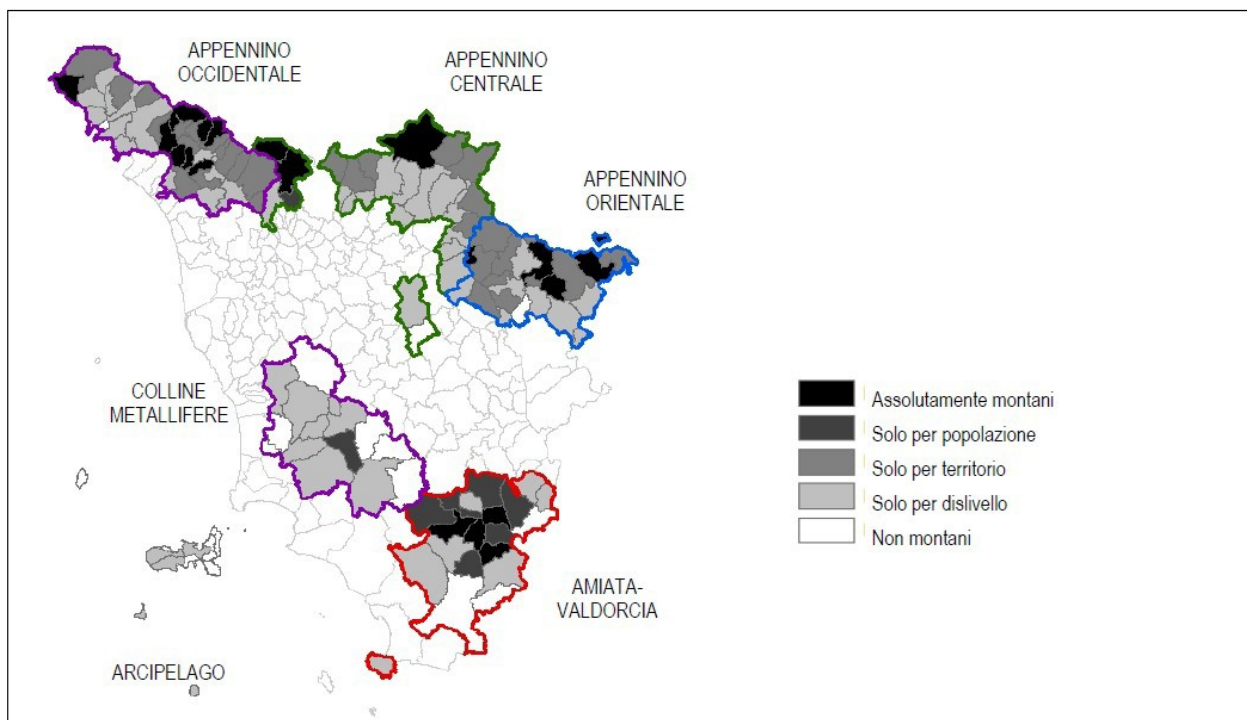 APPENNINO
OCCIDENTALE
APPENNINO
CENTRALE
APPENNINO
ORIENTALE
COLLINE
METALLIFERE
AMIATA-
VALDORCIA
ARCIPELAGO
Assolutamente montani
Solo per popolazione
Solo per territorio
Solo per dislivello
Non montani